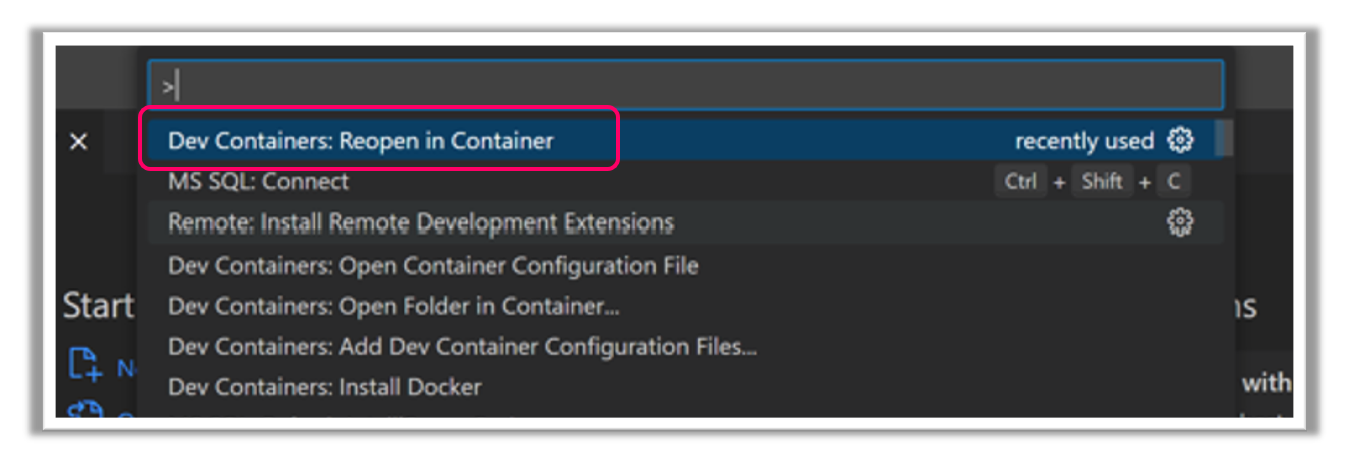 >
Dev Containers: Reopen in Container recently used
MS SQL: Connect Ctrl + Shift + C
Remote: Install Remote Development Extensions
Dev Containers: Open Container Configuration File
Dev Containers: Open Folder in Container...
Start
Dev Containers: Add Dev Container Configuration Files...
Dev Containers: Install Docker
with